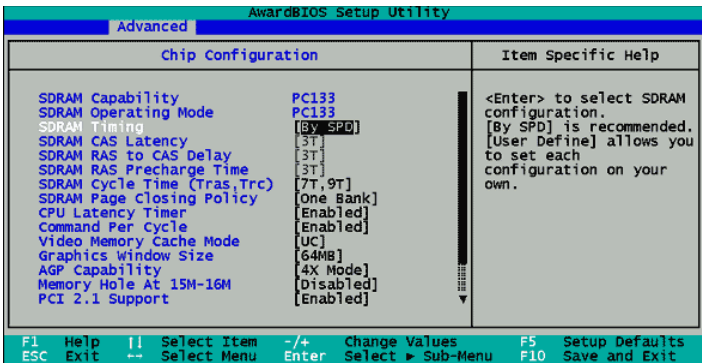 AwardBIOS Setup Utility
Advanced
Chip Configuration
Item Specific Help
SDRAM Capability PC133
SDRAM Operating Mode PC133
SDRAM Timing [By SPD]
SDRAM CAS Latency [3T]
SDRAM RAS to CAS Delay [3T]
SDRAM RAS Precharge Time [3T]
SDRAM Cycle Time (Tras,Trc) [7T,9T]
SDRAM Page Closing Policy [One Bank]
CPU Latency Timer [Enabled]
Command Per Cycle [Enabled]
Video Memory Cache Mode [UC]
Graphics Window Size [64MB]
AGP Capability [4X Mode]
Memory Hole At 15M-16M [Disabled]
PCI 2.1 Support [Enabled]
<Enter> to select SDRAM
configuration.
[By SPD] is recommended.
[User Define] allows you
to set each
configuration on your
own.
F1 Help ↑↓ Select Item -/+ Change Values F5 Setup Defaults
ESC Exit ←→ Select Menu Enter Select ► Sub-Menu F10 Save and Exit